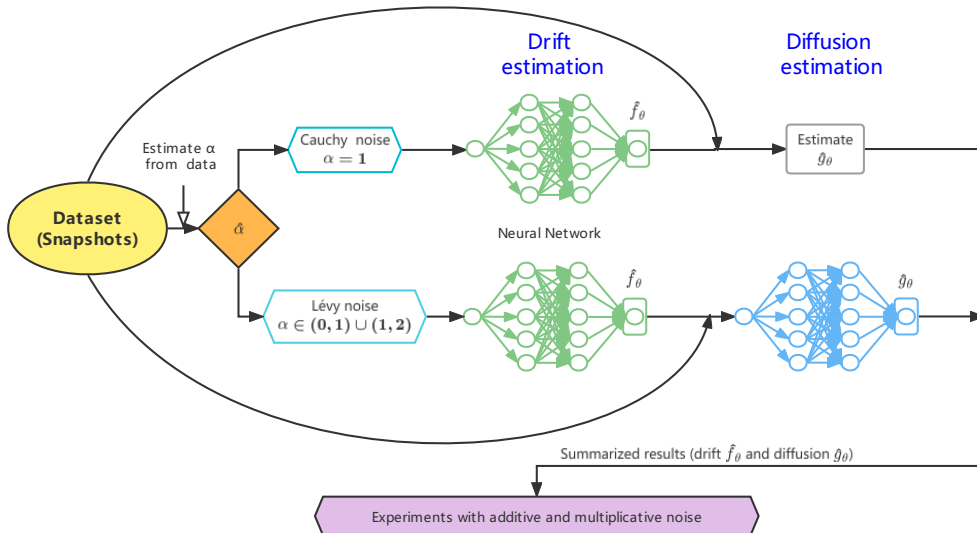 Drift
estimation
Diffusion
estimation
Estimate α
from data
Cauchy noise
α = 1
f̂_θ
Estimate
ĝ_θ
Dataset
(Snapshots)
α̂
Neural Network
Lévy noise
α ∈ (0, 1) ∪ (1, 2)
f̂_θ
ĝ_θ
Summarized results (drift f̂_θ and diffusion ĝ_θ)
Experiments with additive and multiplicative noise